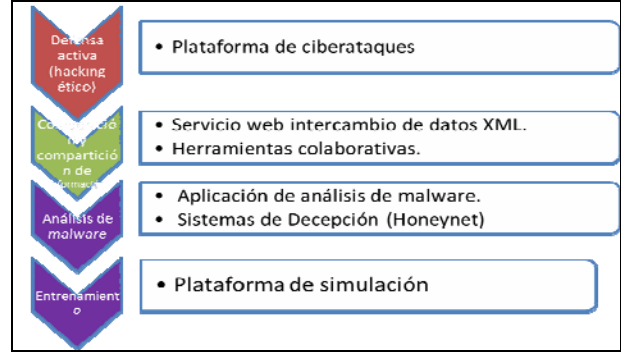 Defensa
activa
(hacking
ético)
• Plataforma de ciberataques
compartició
n de
• Servicio web intercambio de datos XML.
• Herramientas colaborativas.
Análisis de
malware
• Aplicación de análisis de malware.
• Sistemas de Decepción (Honeynet)
Entrenamient
o
• Plataforma de simulación